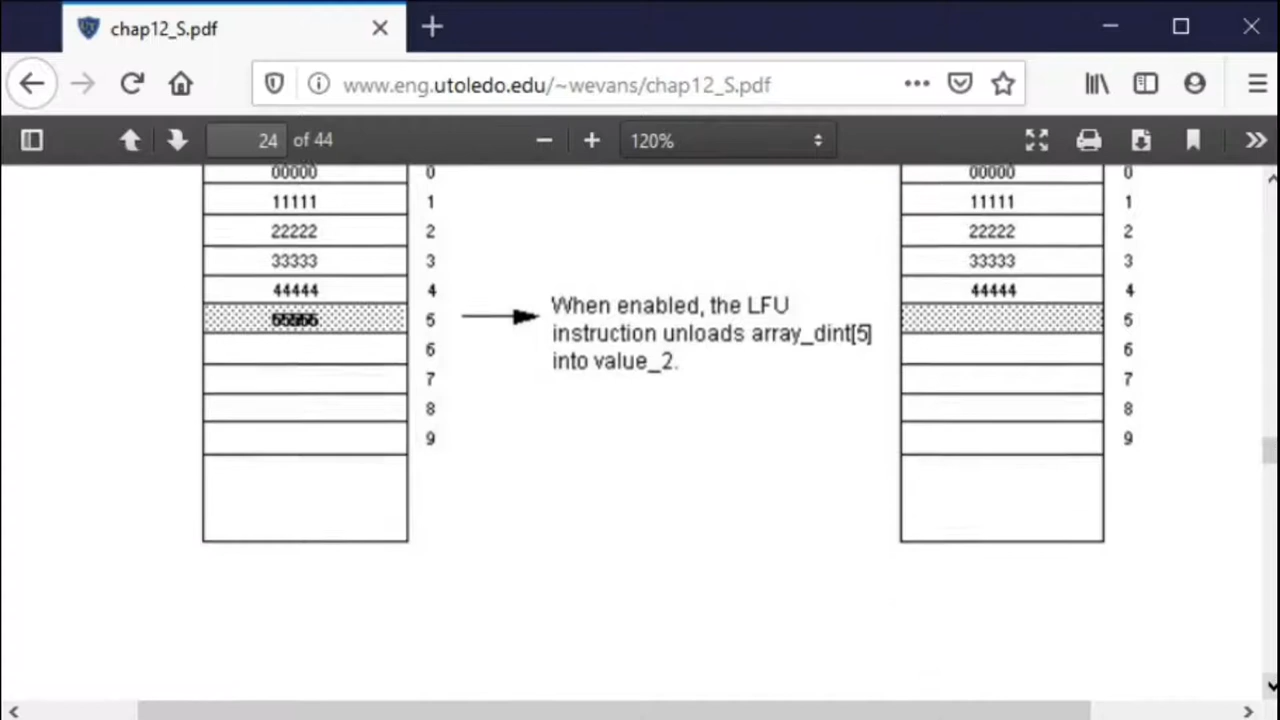 chap12_S.pdf
www.eng.utoledo.edu/~wevans/chap12_S.pdf
24 of 44
120%
00000 0 00000 0
11111 1 11111 1
22222 2 22222 2
33333 3 33333 3
44444 4 44444 4
5 5
6 6
7 7
8 8
9 9
When enabled, the LFU
instruction unloads array_dint[5]
into value_2.